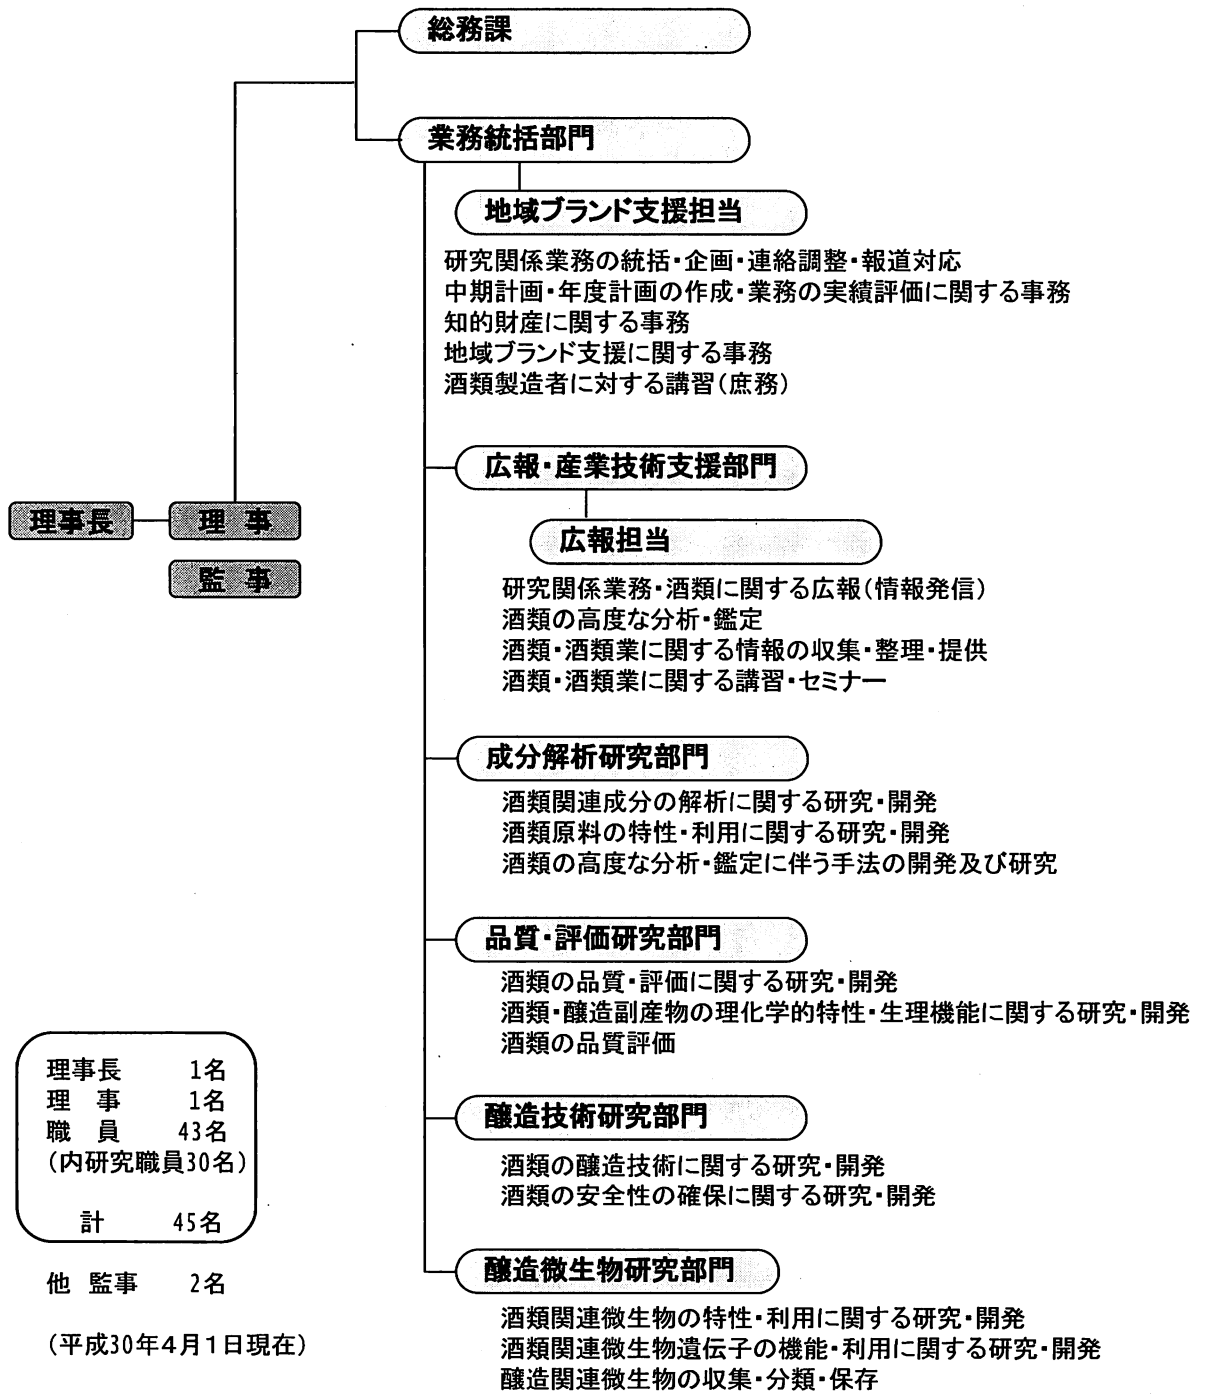 総務課
業務統括部門
地域ブランド支援担当
研究関係業務の統括・企画・連絡調整・報道対応
中期計画・年度計画の作成・業務の実績評価に関する事務
知的財産に関する事務
地域ブランド支援に関する事務
酒類製造者に対する講習(庶務)
広報・産業技術支援部門
理事長
理 事
監 事
広報担当
研究関係業務・酒類に関する広報(情報発信)
酒類の高度な分析・鑑定
酒類・酒類業に関する情報の収集・整理・提供
酒類・酒類業に関する講習・セミナー
成分解析研究部門
酒類関連成分の解析に関する研究・開発
酒類原料の特性・利用に関する研究・開発
酒類の高度な分析・鑑定に伴う手法の開発及び研究
品質・評価研究部門
酒類の品質・評価に関する研究・開発
酒類・醸造副産物の理化学的特性・生理機能に関する研究・開発
酒類の品質評価
醸造技術研究部門
酒類の醸造技術に関する研究・開発
酒類の安全性の確保に関する研究・開発
醸造微生物研究部門
酒類関連微生物の特性・利用に関する研究・開発
酒類関連微生物遺伝子の機能・利用に関する研究・開発
醸造関連微生物の収集・分類・保存
理事長 1名
理 事 1名
職 員 43名
(内研究職員30名)
計 45名
他 監事 2名
(平成30年4月1日現在)